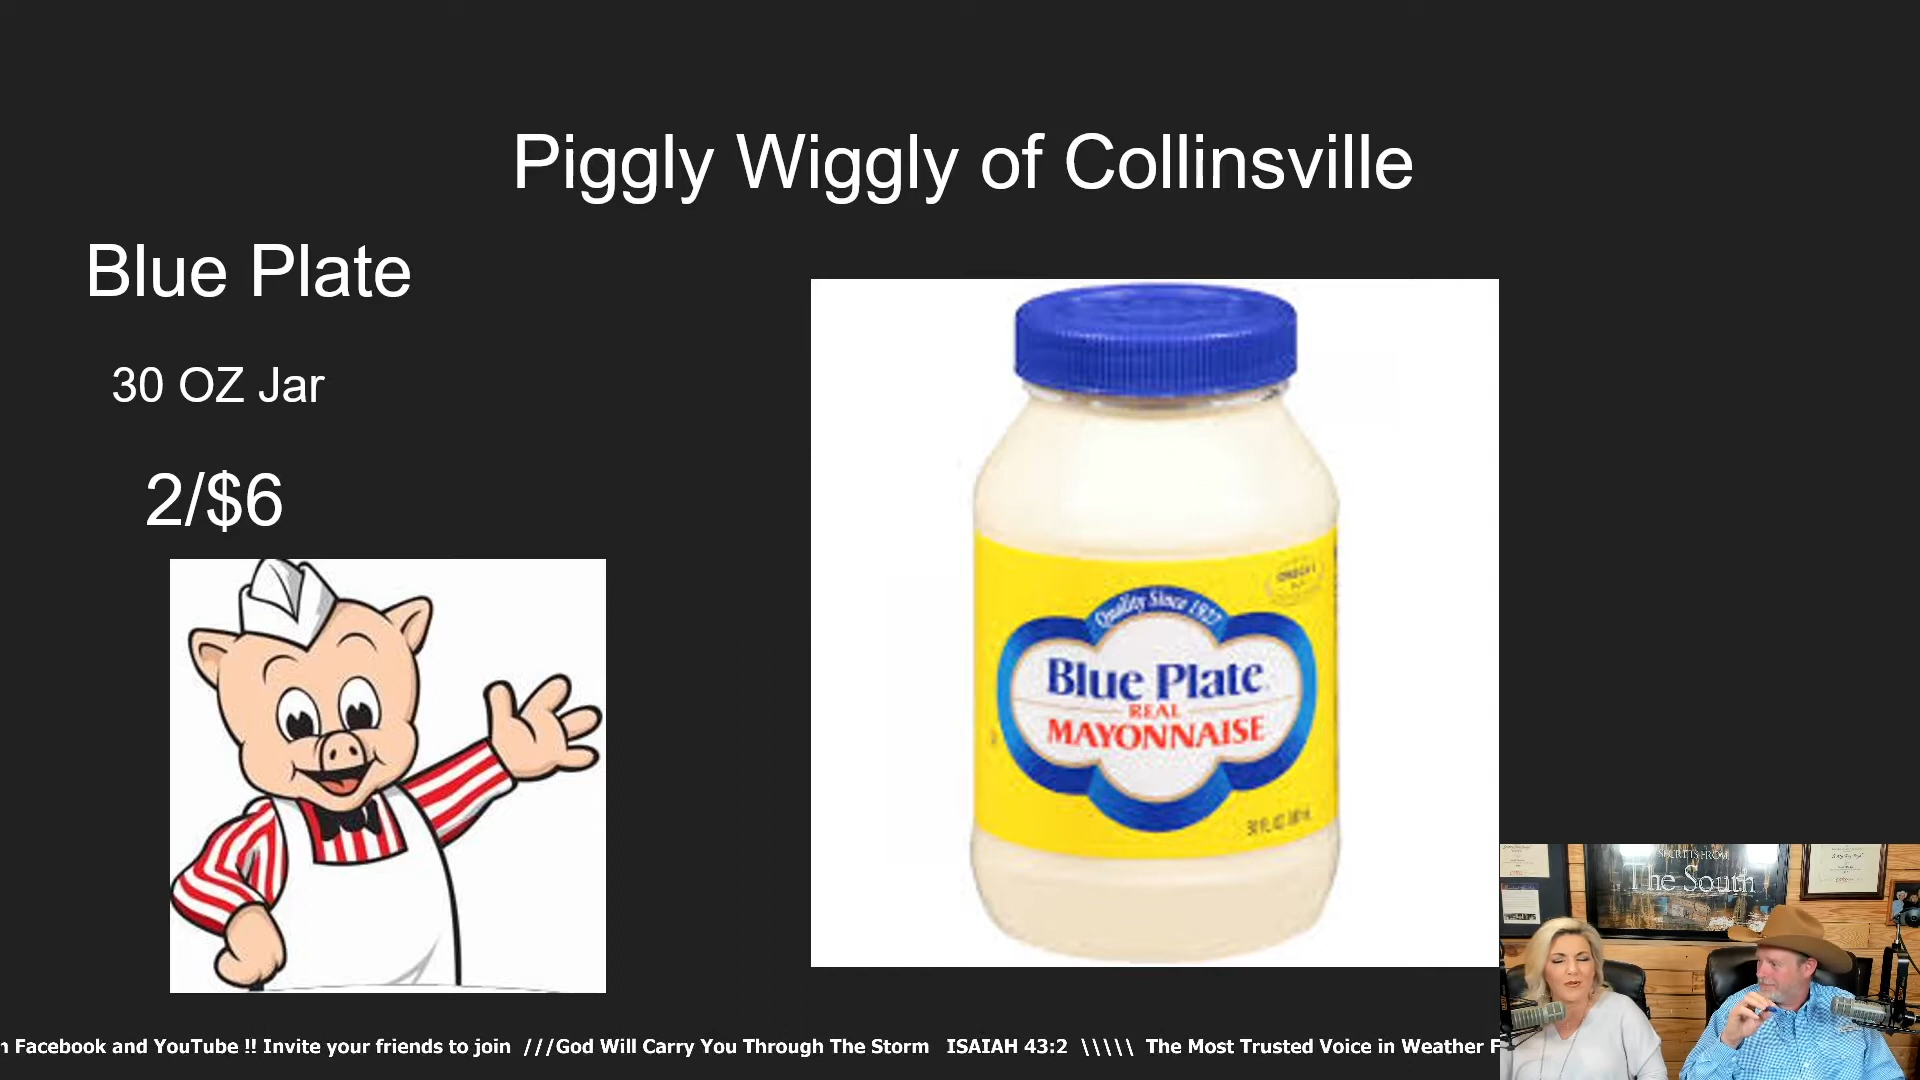 Piggly Wiggly of Collinsville
Blue Plate
30 OZ Jar
2/$6
Quality Since 1927
Blue Plate
REAL
MAYONNAISE
SECRETS FROM
The South
Facebook and YouTube !! Invite your friends to join ///God Will Carry You Through The Storm ISAIAH 43:2 \\\\\ The Most Trusted Voice in Weather